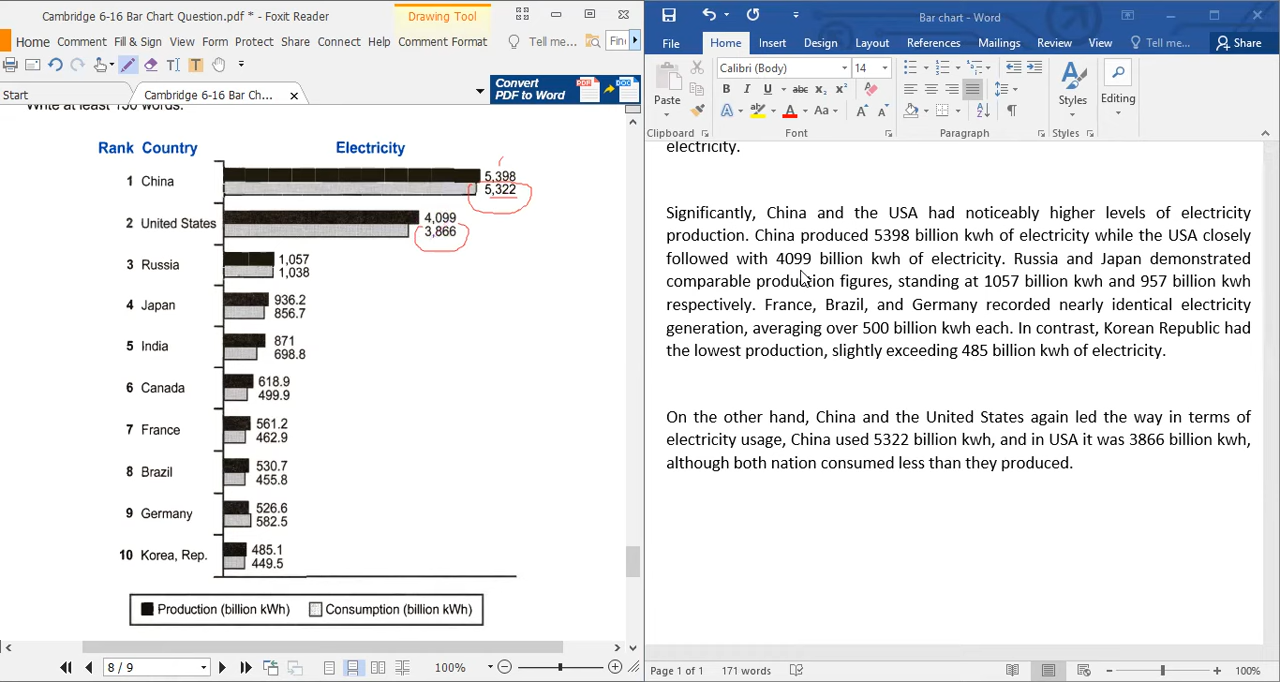 Cambridge 6-16 Bar Chart Question.pdf * - Foxit Reader
Drawing Tool
Home Comment Fill & Sign View Form Protect Share Connect Help Comment Format Tell me... Fin
Start
Cambridge 6-16 Bar Ch...
Convert
PDF to Word
Write at least 150 words.
Rank Country Electricity
1 China 5,398
5,322
2 United States 4,099
3,866
3 Russia 1,057
1,038
4 Japan 936.2
856.7
5 India 871
698.8
6 Canada 618.9
499.9
7 France 561.2
462.9
8 Brazil 530.7
455.8
9 Germany 526.6
582.5
10 Korea, Rep. 485.1
449.5
Production (billion kWh) Consumption (billion kWh)
8 / 9 100%
Bar chart - Word
File Home Insert Design Layout References Mailings Review View Tell me... Share
Calibri (Body) 14
Paste
B I U abc x₂ x²
A Aa A A
Styles
Editing
Clipboard Font Paragraph Styles
electricity.
Significantly, China and the USA had noticeably higher levels of electricity
production. China produced 5398 billion kwh of electricity while the USA closely
followed with 4099 billion kwh of electricity. Russia and Japan demonstrated
comparable production figures, standing at 1057 billion kwh and 957 billion kwh
respectively. France, Brazil, and Germany recorded nearly identical electricity
generation, averaging over 500 billion kwh each. In contrast, Korean Republic had
the lowest production, slightly exceeding 485 billion kwh of electricity.
On the other hand, China and the United States again led the way in terms of
electricity usage, China used 5322 billion kwh, and in USA it was 3866 billion kwh,
although both nation consumed less than they produced.
Page 1 of 1 171 words 100%